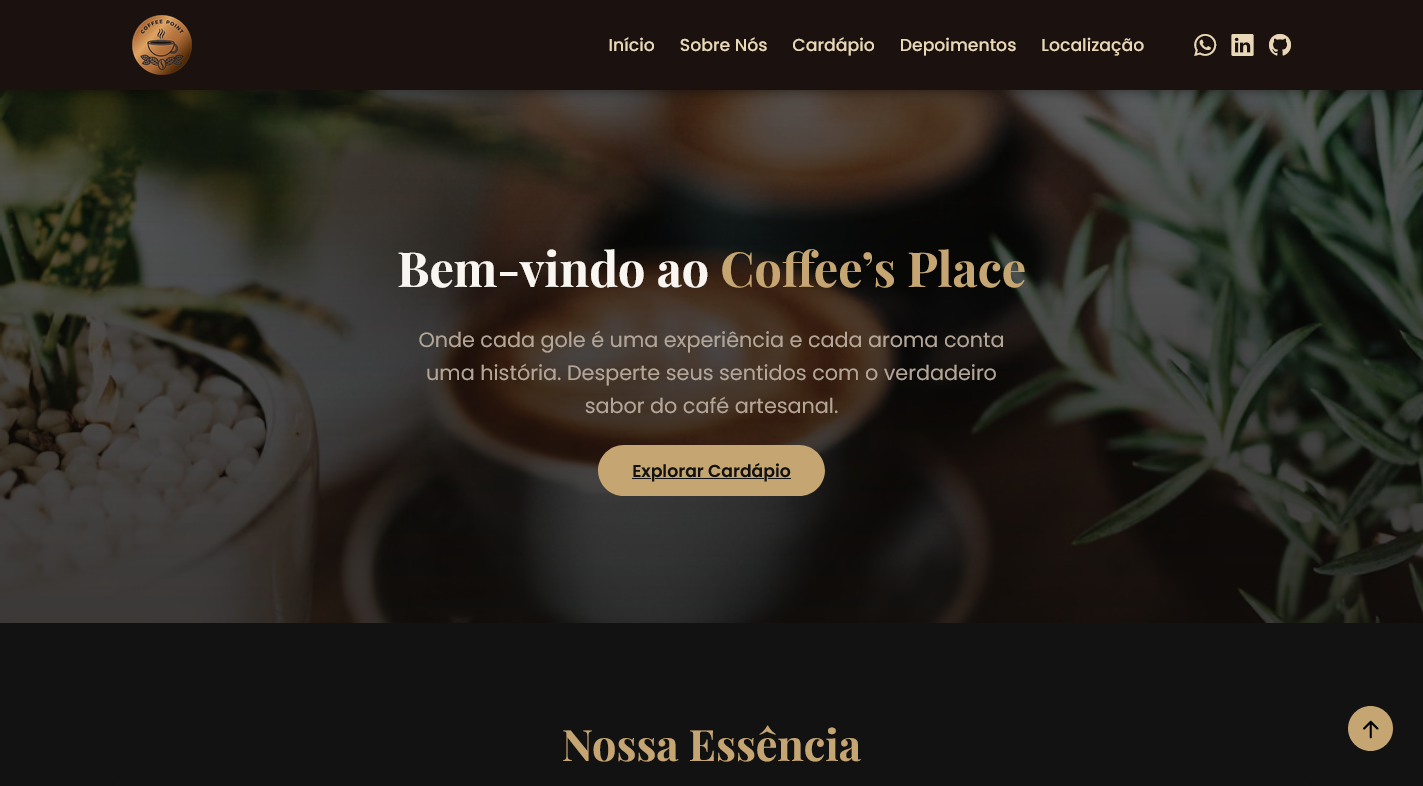 COFFEE POINT
Início
Sobre Nós
Cardápio
Depoimentos
Localização
in
Bem-vindo ao Coffee’s Place
Onde cada gole é uma experiência e cada aroma conta
uma história. Desperte seus sentidos com o verdadeiro
sabor do café artesanal.
Explorar Cardápio
Nossa Essência